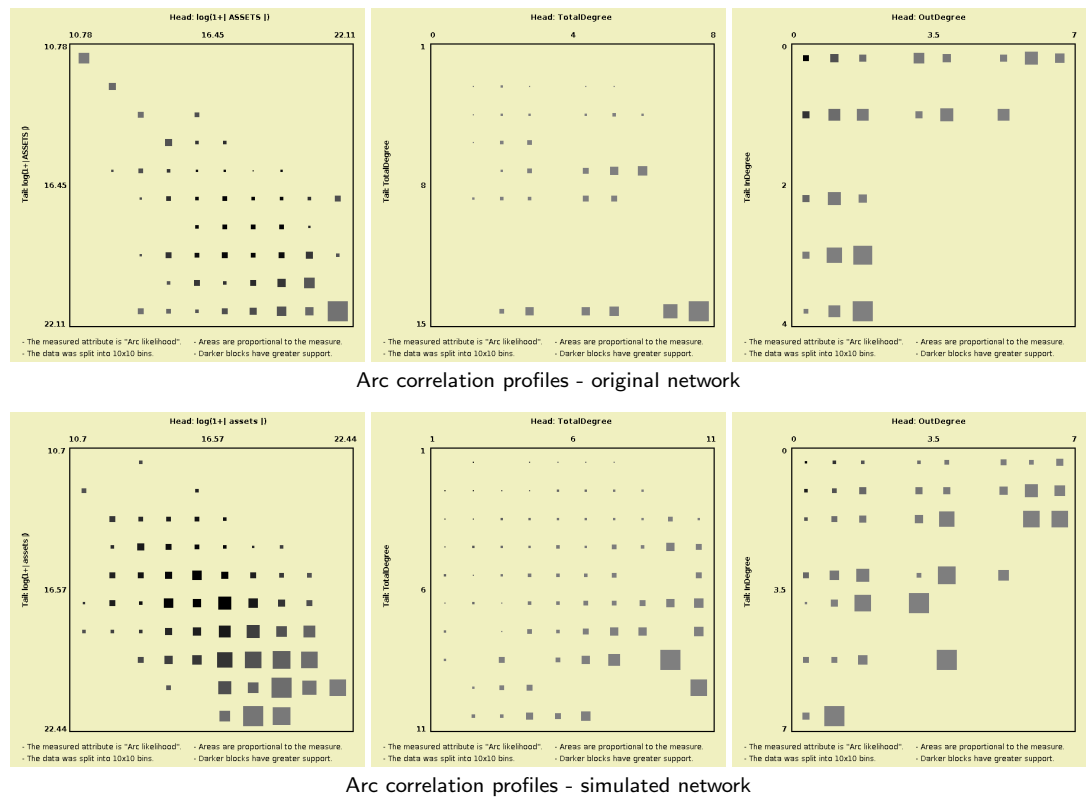 Head: log(1+| ASSETS |)
10.78 16.45 22.11
10.78
Tail: log(1+| ASSETS |)
16.45
22.11
- The measured attribute is "Arc likelihood". - Areas are proportional to the measure.
- The data was split into 10x10 bins. - Darker blocks have greater support.
Head: TotalDegree
0 4 8
1
Tail: TotalDegree
8
15
- The measured attribute is "Arc likelihood". - Areas are proportional to the measure.
- The data was split into 10x10 bins. - Darker blocks have greater support.
Head: OutDegree
0 3.5 7
0
Tail: InDegree
2
4
- The measured attribute is "Arc likelihood". - Areas are proportional to the measure.
- The data was split into 10x10 bins. - Darker blocks have greater support.
Arc correlation profiles - original network
Head: log(1+| assets |)
10.7 16.57 22.44
10.7
Tail: log(1+| assets |)
16.57
22.44
- The measured attribute is "Arc likelihood". - Areas are proportional to the measure.
- The data was split into 10x10 bins. - Darker blocks have greater support.
Head: TotalDegree
1 6 11
1
Tail: TotalDegree
6
11
- The measured attribute is "Arc likelihood". - Areas are proportional to the measure.
- The data was split into 10x10 bins. - Darker blocks have greater support.
Head: OutDegree
0 3.5 7
0
Tail: InDegree
3.5
7
- The measured attribute is "Arc likelihood". - Areas are proportional to the measure.
- The data was split into 10x10 bins. - Darker blocks have greater support.
Arc correlation profiles - simulated network